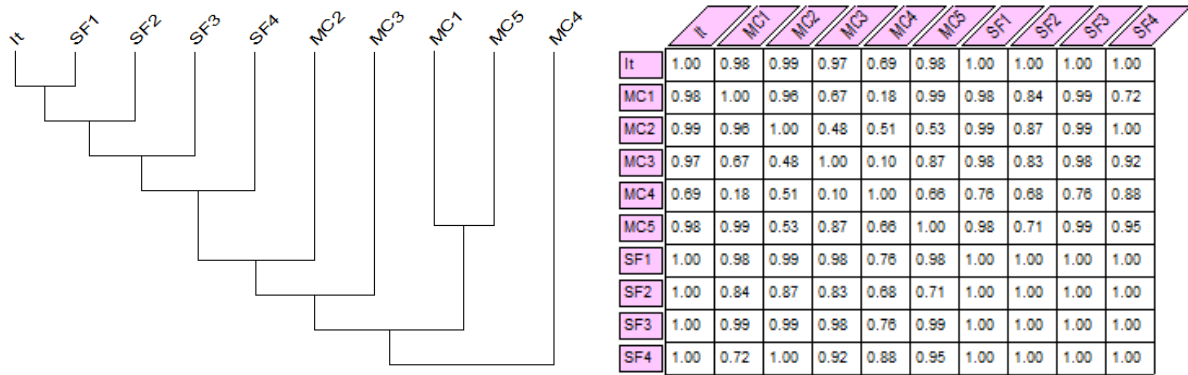 It SF1 SF2 SF3 SF4 MC2 MC3 MC1 MC5 MC4
It MC1 MC2 MC3 MC4 MC5 SF1 SF2 SF3 SF4
It 1.00 0.98 0.99 0.97 0.69 0.98 1.00 1.00 1.00 1.00
MC1 0.98 1.00 0.96 0.67 0.18 0.99 0.98 0.84 0.99 0.72
MC2 0.99 0.96 1.00 0.48 0.51 0.53 0.99 0.87 0.99 1.00
MC3 0.97 0.67 0.48 1.00 0.10 0.87 0.98 0.83 0.98 0.92
MC4 0.69 0.18 0.51 0.10 1.00 0.66 0.76 0.68 0.76 0.88
MC5 0.98 0.99 0.53 0.87 0.66 1.00 0.98 0.71 0.99 0.95
SF1 1.00 0.98 0.99 0.98 0.76 0.98 1.00 1.00 1.00 1.00
SF2 1.00 0.84 0.87 0.83 0.68 0.71 1.00 1.00 1.00 1.00
SF3 1.00 0.99 0.99 0.98 0.76 0.99 1.00 1.00 1.00 1.00
SF4 1.00 0.72 1.00 0.92 0.88 0.95 1.00 1.00 1.00 1.00